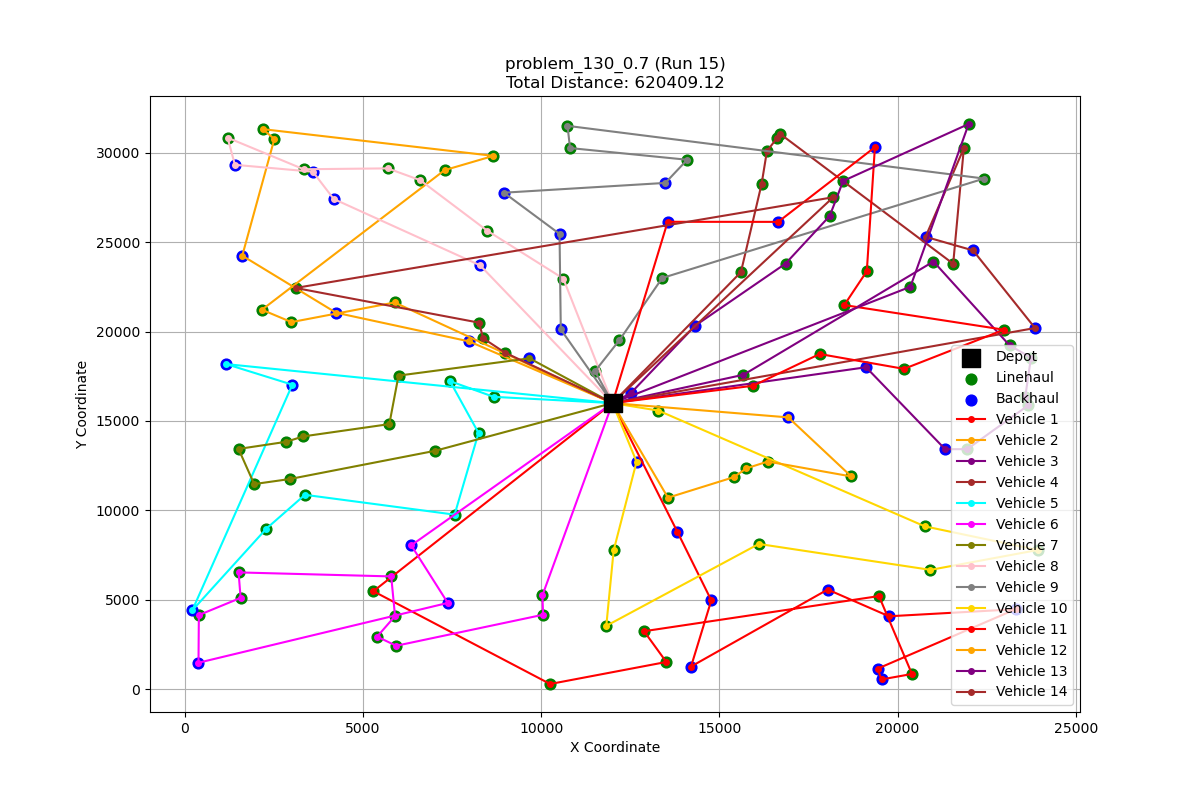 problem_130_0.7 (Run 15)
Total Distance: 620409.12
Y Coordinate
30000
25000
20000
15000
10000
5000
0
0
5000
10000
15000
20000
25000
X Coordinate
Depot
Linehaul
Backhaul
Vehicle 1
Vehicle 2
Vehicle 3
Vehicle 4
Vehicle 5
Vehicle 6
Vehicle 7
Vehicle 8
Vehicle 9
Vehicle 10
Vehicle 11
Vehicle 12
Vehicle 13
Vehicle 14